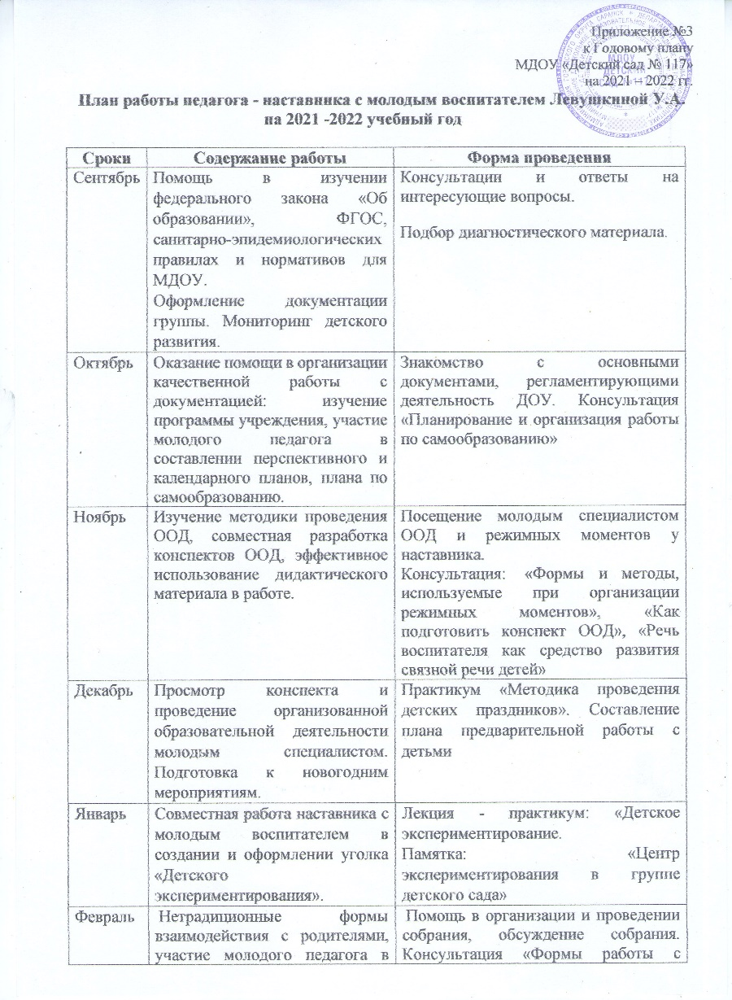 Приложение №3
к Годовому плану
МДОУ «Детский сад № 117»
на 2021 – 2022 гг.
План работы педагога - наставника с молодым воспитателем Левушкиной У.А.
на 2021 -2022 учебный год
Сроки Содержание работы Форма проведения
Сентябрь
Помощь в изучении
федерального закона «Об
образовании», ФГОС,
санитарно-эпидемиологических
правилах и нормативов для
МДОУ.
Оформление документации
группы. Мониторинг детского
развития.
Консультации и ответы на
интересующие вопросы.
Подбор диагностического материала.
Октябрь
Оказание помощи в организации
качественной работы с
документацией: изучение
программы учреждения, участие
молодого педагога в
составлении перспективного и
календарного планов, плана по
самообразованию.
Знакомство с основными
документами, регламентирующими
деятельность ДОУ. Консультация
«Планирование и организация работы
по самообразованию»
Ноябрь
Изучение методики проведения
ООД, совместная разработка
конспектов ООД, эффективное
использование дидактического
материала в работе.
Посещение молодым специалистом
ООД и режимных моментов у
наставника.
Консультация: «Формы и методы,
используемые при организации
режимных моментов», «Как
подготовить конспект ООД», «Речь
воспитателя как средство развития
связной речи детей»
Декабрь
Просмотр конспекта и
проведение организованной
образовательной деятельности
молодым специалистом.
Подготовка к новогодним
мероприятиям.
Практикум «Методика проведения
детских праздников». Составление
плана предварительной работы с
детьми
Январь
Совместная работа наставника с
молодым воспитателем в
создании и оформлении уголка
«Детского
экспериментирования».
Лекция - практикум: «Детское
экспериментирование.
Памятка: «Центр
экспериментирования в группе
детского сада»
Февраль
Нетрадиционные формы
взаимодействия с родителями,
участие молодого педагога в
Помощь в организации и проведении
собрания, обсуждение собрания.
Консультация «Формы работы с
МДОУ
ДЕТСКИЙ